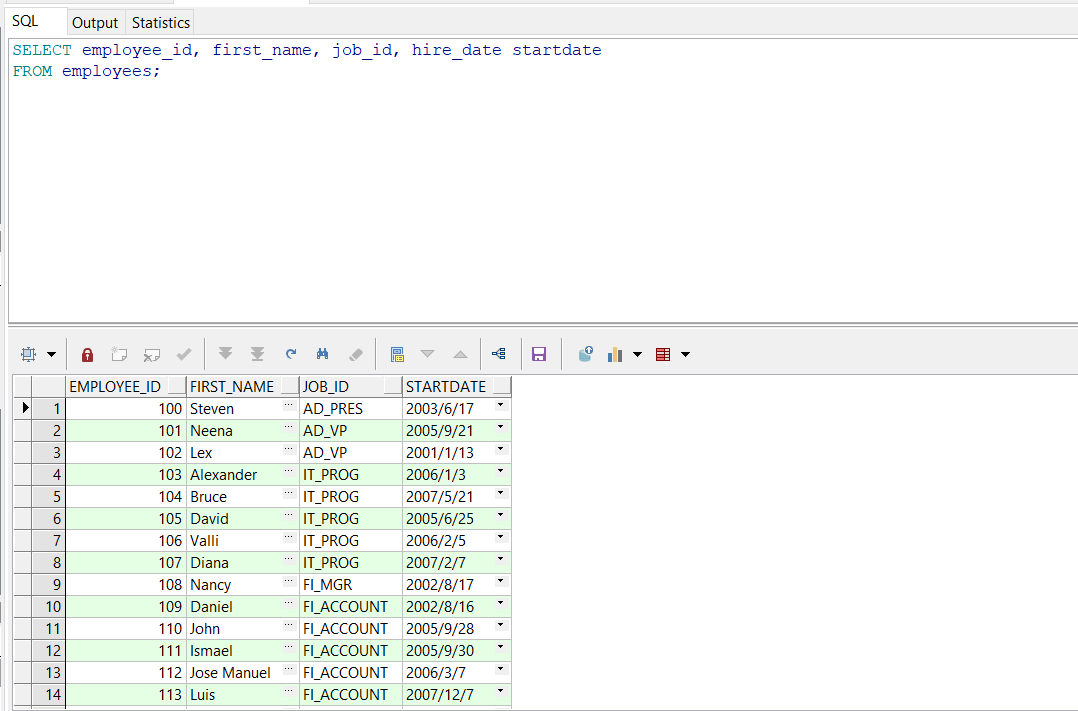 SQL Output Statistics
SELECT employee_id, first_name, job_id, hire_date startdate
FROM employees;
EMPLOYEE_ID FIRST_NAME JOB_ID STARTDATE
1 100 Steven ... AD_PRES 2003/6/17
2 101 Neena ... AD_VP 2005/9/21
3 102 Lex ... AD_VP 2001/1/13
4 103 Alexander ... IT_PROG 2006/1/3
5 104 Bruce ... IT_PROG 2007/5/21
6 105 David ... IT_PROG 2005/6/25
7 106 Valli ... IT_PROG 2006/2/5
8 107 Diana ... IT_PROG 2007/2/7
9 108 Nancy ... FI_MGR 2002/8/17
10 109 Daniel ... FI_ACCOUNT 2002/8/16
11 110 John ... FI_ACCOUNT 2005/9/28
12 111 Ismael ... FI_ACCOUNT 2005/9/30
13 112 Jose Manuel ... FI_ACCOUNT 2006/3/7
14 113 Luis ... FI_ACCOUNT 2007/12/7